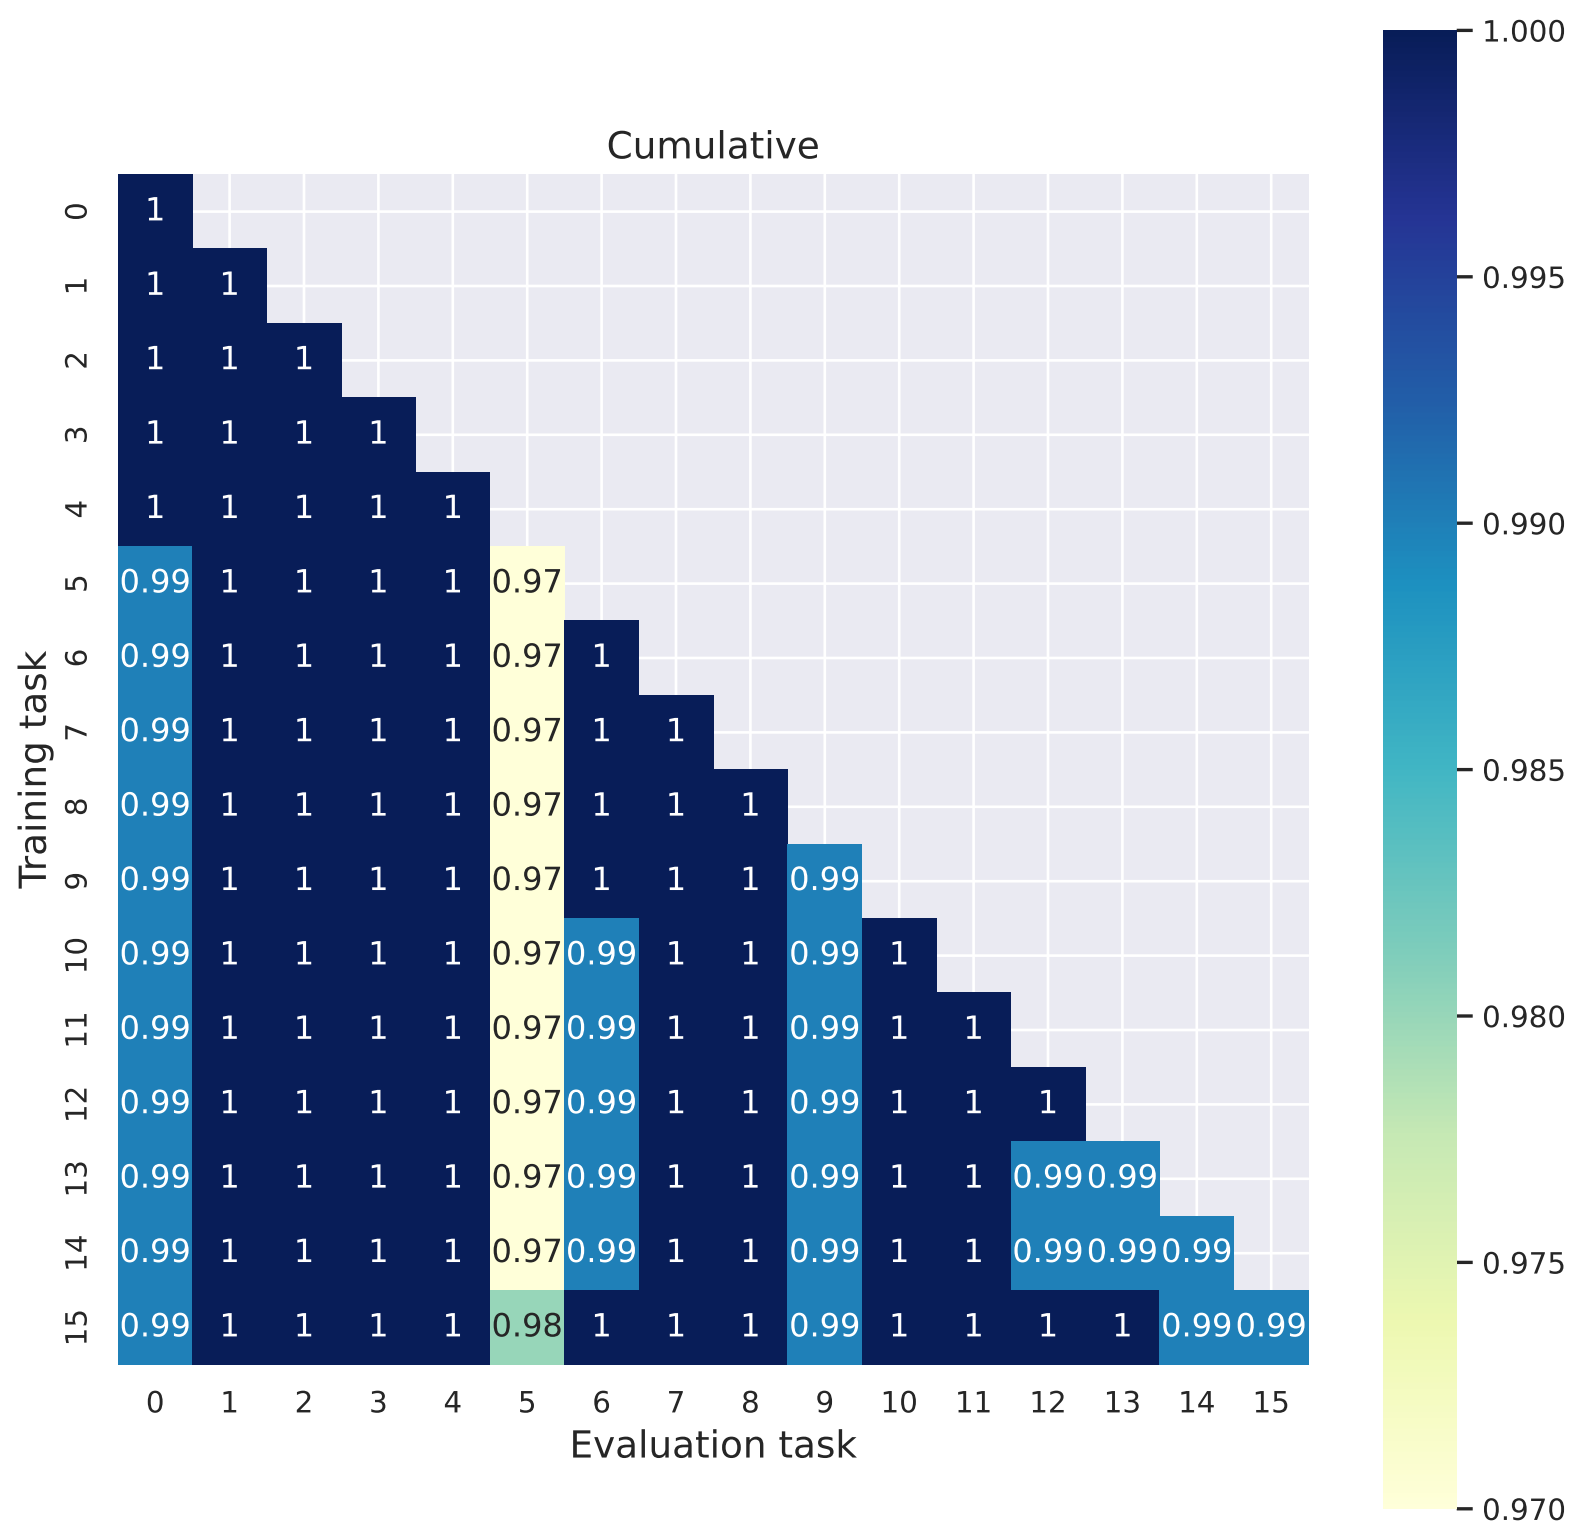 Cumulative
1.000
0.995
0.990
0.985
0.980
0.975
0.970
Training task
0 1
1 1 1
2 1 1 1
3 1 1 1 1
4 1 1 1 1 1
5 0.99 1 1 1 1 0.97
6 0.99 1 1 1 1 0.97 1
7 0.99 1 1 1 1 0.97 1 1
8 0.99 1 1 1 1 0.97 1 1 1
9 0.99 1 1 1 1 0.97 1 1 1 0.99
10 0.99 1 1 1 1 0.97 0.99 1 1 0.99 1
11 0.99 1 1 1 1 0.97 0.99 1 1 0.99 1 1
12 0.99 1 1 1 1 0.97 0.99 1 1 0.99 1 1 1
13 0.99 1 1 1 1 0.97 0.99 1 1 0.99 1 1 0.99 0.99
14 0.99 1 1 1 1 0.97 0.99 1 1 0.99 1 1 0.99 0.99 0.99
15 0.99 1 1 1 1 0.98 1 1 1 0.99 1 1 1 1 0.99 0.99
0 1 2 3 4 5 6 7 8 9 10 11 12 13 14 15
Evaluation task